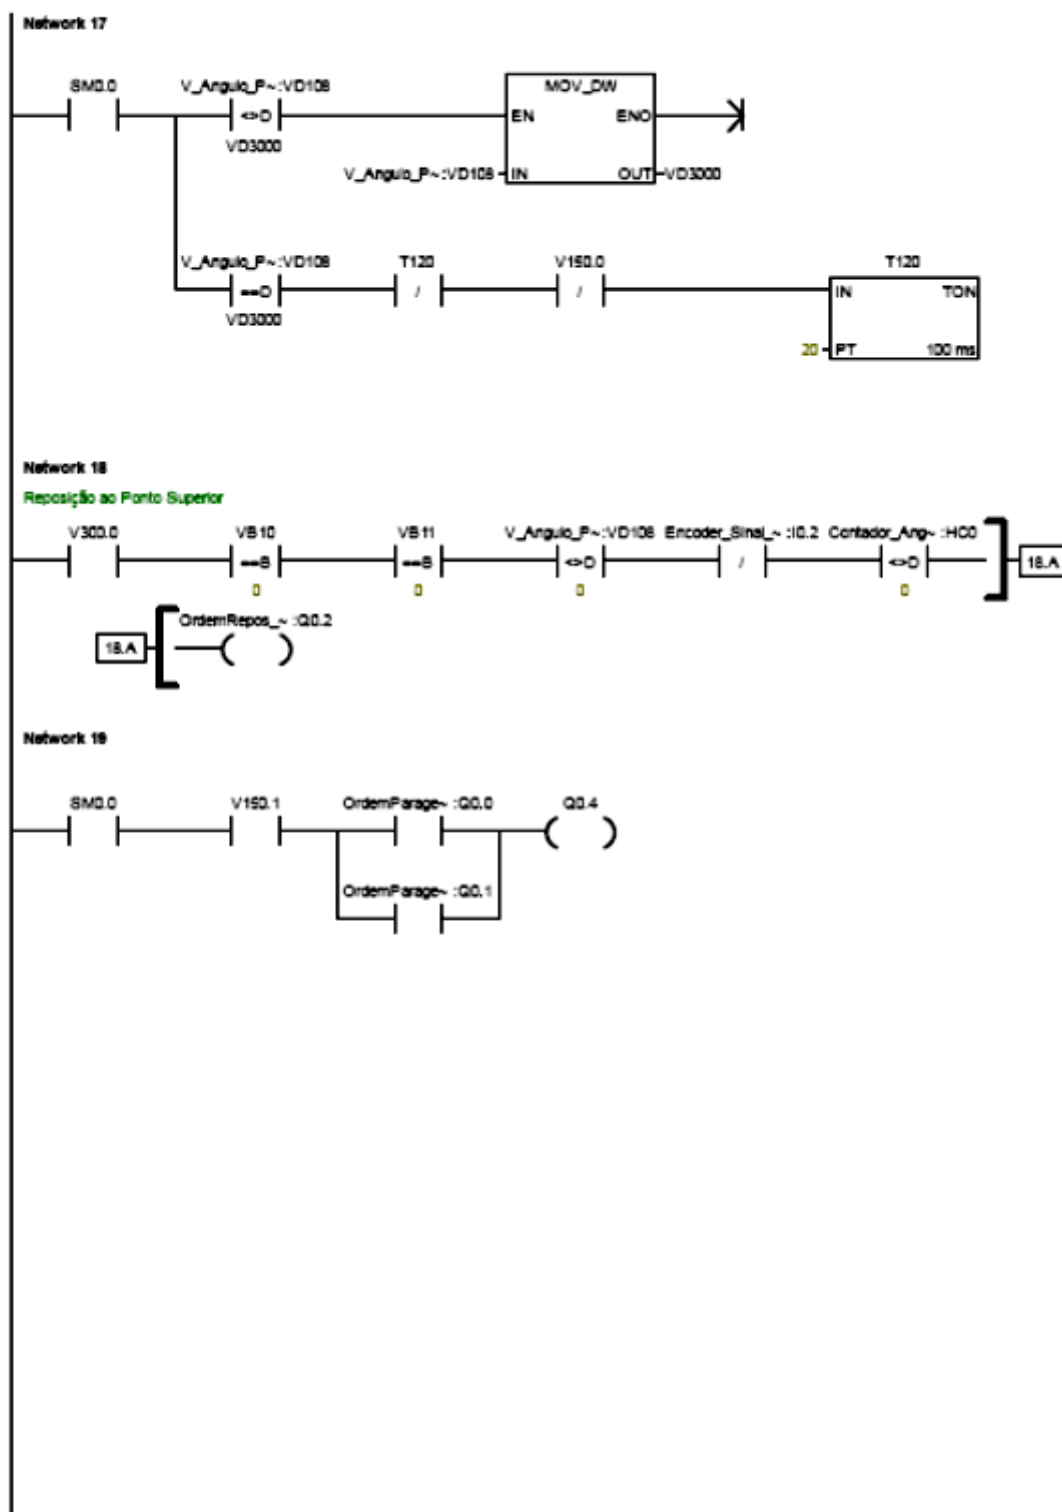 Network 17
SM0.0 V_Angulo_P~:VD108 MOV_DW
<>D EN ENO
VD3000
V_Angulo_P~:VD108 IN OUT VD3000
V_Angulo_P~:VD108 T120 V150.0 T120
==D / / IN TON
VD3000
20 PT 100 ms
Network 18
Reposição ao Ponto Superior
V300.0 VB10 VB11 V_Angulo_P~:VD108 Encoder_Sinal_~ :I0.2 Contador_Ang~ :HC0
==B ==B <>D / <>D 18.A
0 0 0 0
OrdemRepos_~ :Q0.2
18.A
Network 19
SM0.0 V150.1 OrdemParage~ :Q0.0 Q0.4
OrdemParage~ :Q0.1